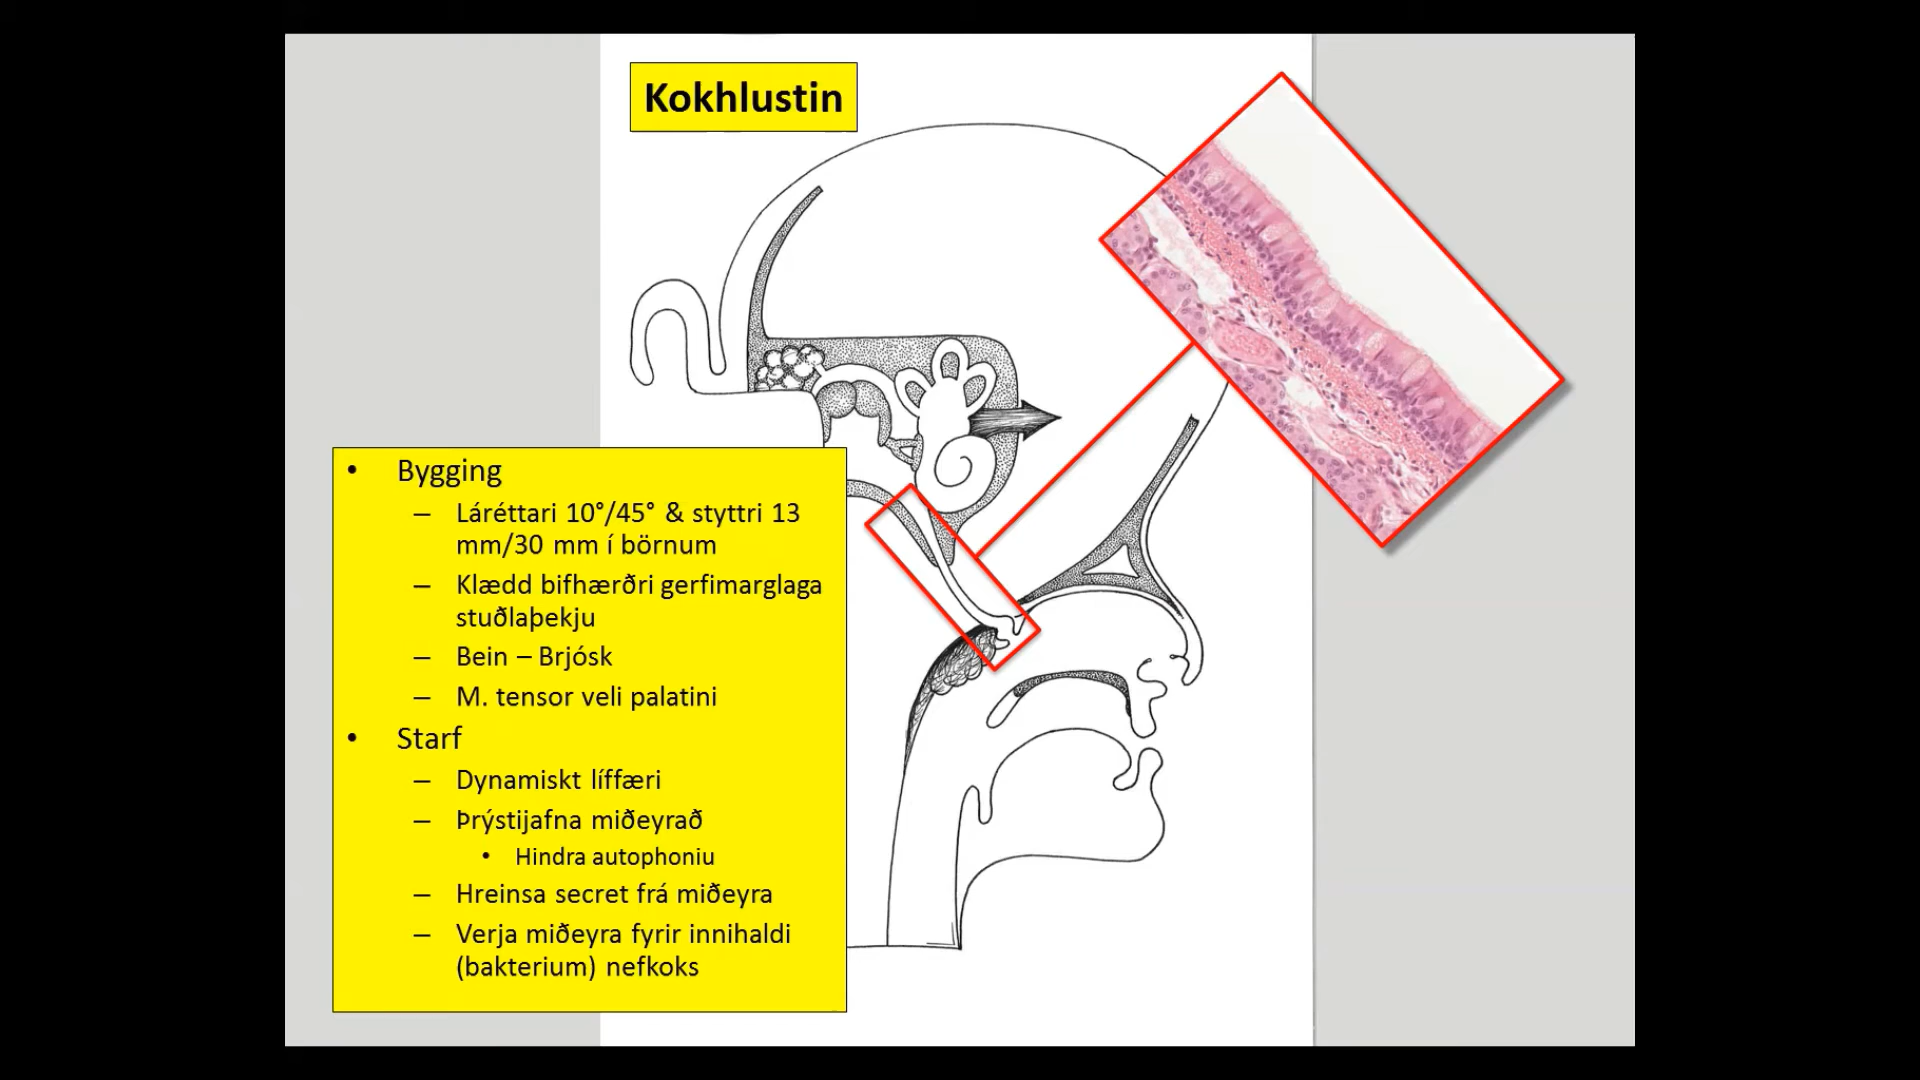 Kokhlustin
• Bygging
– Láréttari 10°/45° & styttri 13
mm/30 mm í börnum
– Klædd bifhærðri gerfimarglaga
stuðlaþekju
– Bein – Brjósk
– M. tensor veli palatini
• Starf
– Dynamiskt líffæri
– Þrýstijafna miðeyrað
• Hindra autophoniu
– Hreinsa secret frá miðeyra
– Verja miðeyra fyrir innihaldi
(bakterium) nefkoks